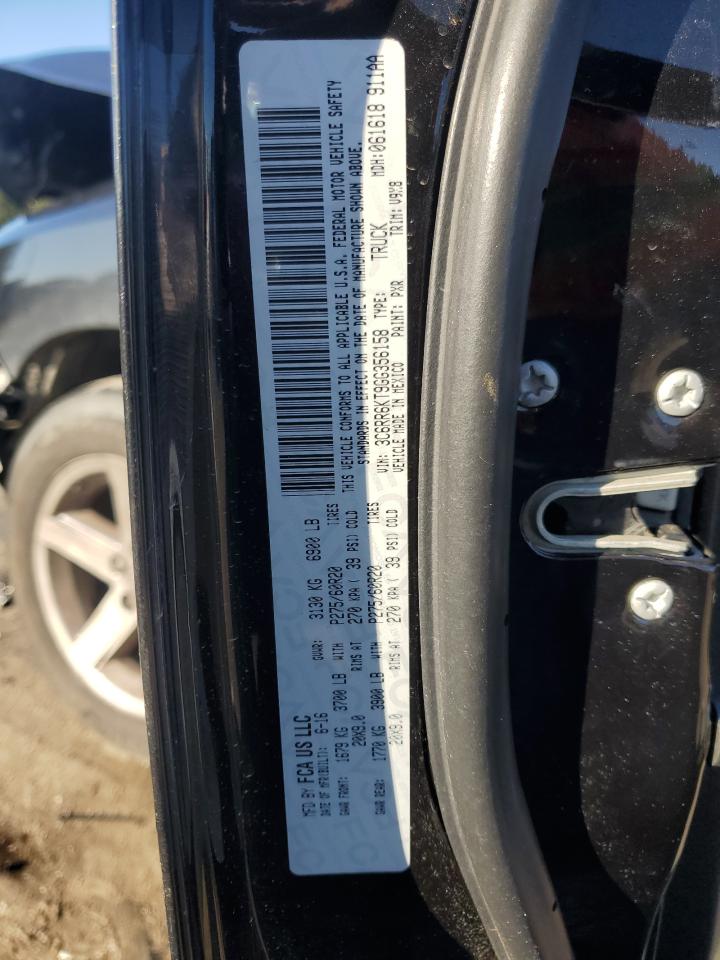 MFD BY FCA US LLC
DATE OF MFR(BUILT): 6-16 GVWR: 3130 KG 6900 LB
GAWR FRONT: 1679 KG 3700 LB WITH P275/60R20 TIRES
20X9.0 RIMS AT 270 KPA ( 39 PSI) COLD
GAWR REAR: 1770 KG 3900 LB WITH P275/60R20 TIRES
20X9.0 RIMS AT 270 KPA ( 39 PSI) COLD
THIS VEHICLE CONFORMS TO ALL APPLICABLE U.S.A. FEDERAL MOTOR VEHICLE SAFETY
STANDARDS IN EFFECT ON THE DATE OF MANUFACTURE SHOWN ABOVE.
VIN: 3C6RR6KT9GG356158 TYPE: TRUCK MDH:061618 911AA
VEHICLE MADE IN MEXICO PAINT: PXR TRIM: V9X8